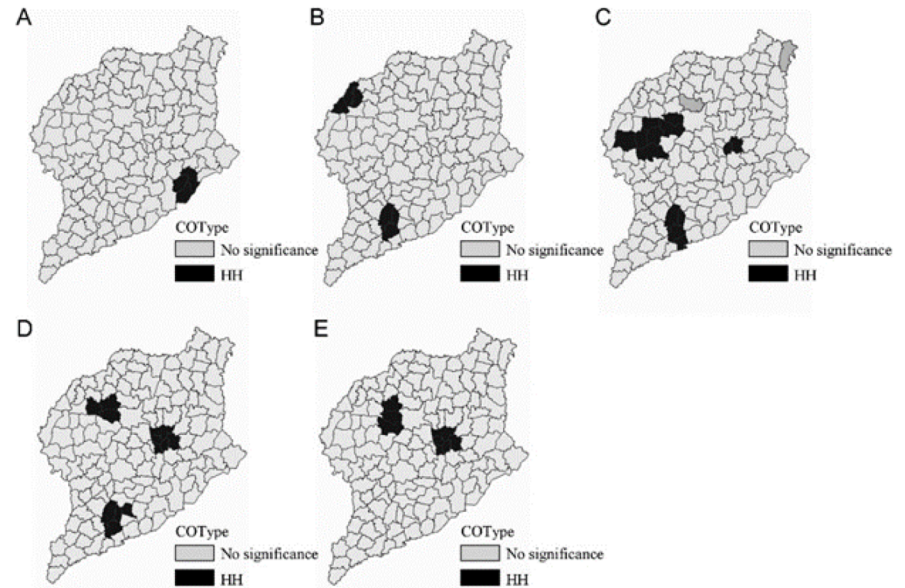 A
COType
No significance
HH
B
COType
No significance
HH
C
COType
No significance
HH
D
COType
No significance
HH
E
COType
No significance
HH